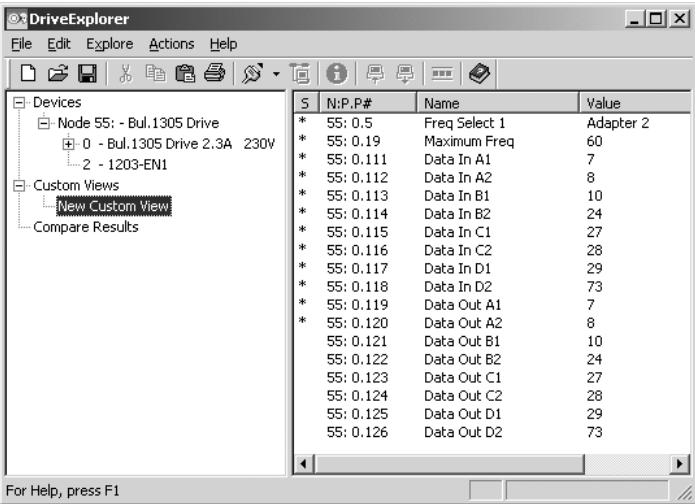 DriveExplorer
File Edit Explore Actions Help
Devices
Node 55: - Bul.1305 Drive
0 - Bul.1305 Drive 2.3A 230V
2 - 1203-EN1
Custom Views
New Custom View
Compare Results
S N:P.P# Name Value
* 55: 0.5 Freq Select 1 Adapter 2
* 55: 0.19 Maximum Freq 60
* 55: 0.111 Data In A1 7
* 55: 0.112 Data In A2 8
* 55: 0.113 Data In B1 10
* 55: 0.114 Data In B2 24
* 55: 0.115 Data In C1 27
* 55: 0.116 Data In C2 28
* 55: 0.117 Data In D1 29
* 55: 0.118 Data In D2 73
* 55: 0.119 Data Out A1 7
* 55: 0.120 Data Out A2 8
55: 0.121 Data Out B1 10
55: 0.122 Data Out B2 24
55: 0.123 Data Out C1 27
55: 0.124 Data Out C2 28
55: 0.125 Data Out D1 29
55: 0.126 Data Out D2 73
For Help, press F1